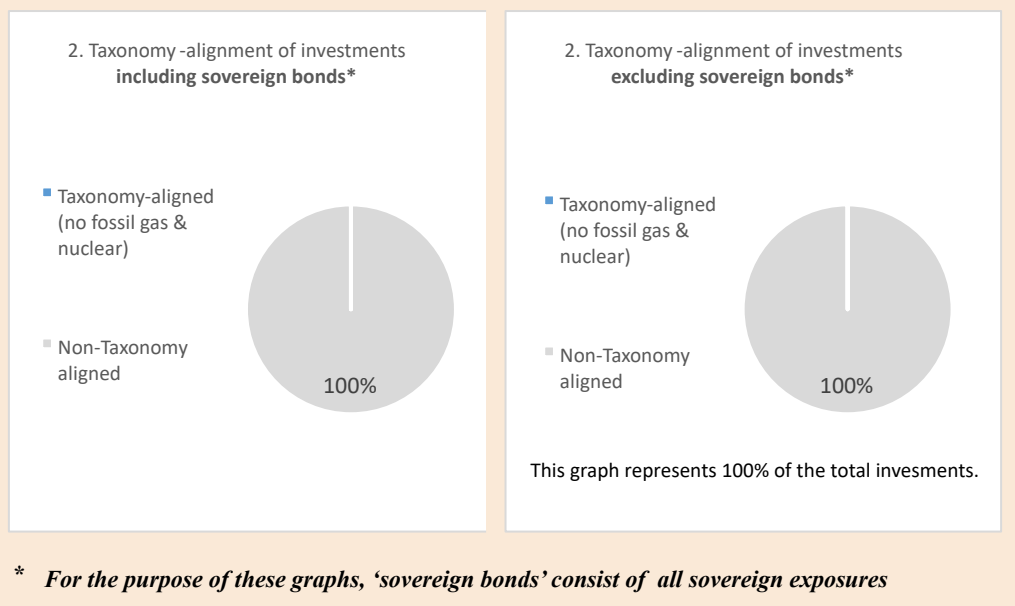 2. Taxonomy -alignment of investments
including sovereign bonds*
Taxonomy-aligned
(no fossil gas &
nuclear)
Non-Taxonomy
aligned
100%
2. Taxonomy -alignment of investments
excluding sovereign bonds*
Taxonomy-aligned
(no fossil gas &
nuclear)
Non-Taxonomy
aligned
100%
This graph represents 100% of the total invesments.
* For the purpose of these graphs, ‘sovereign bonds’ consist of all sovereign exposures